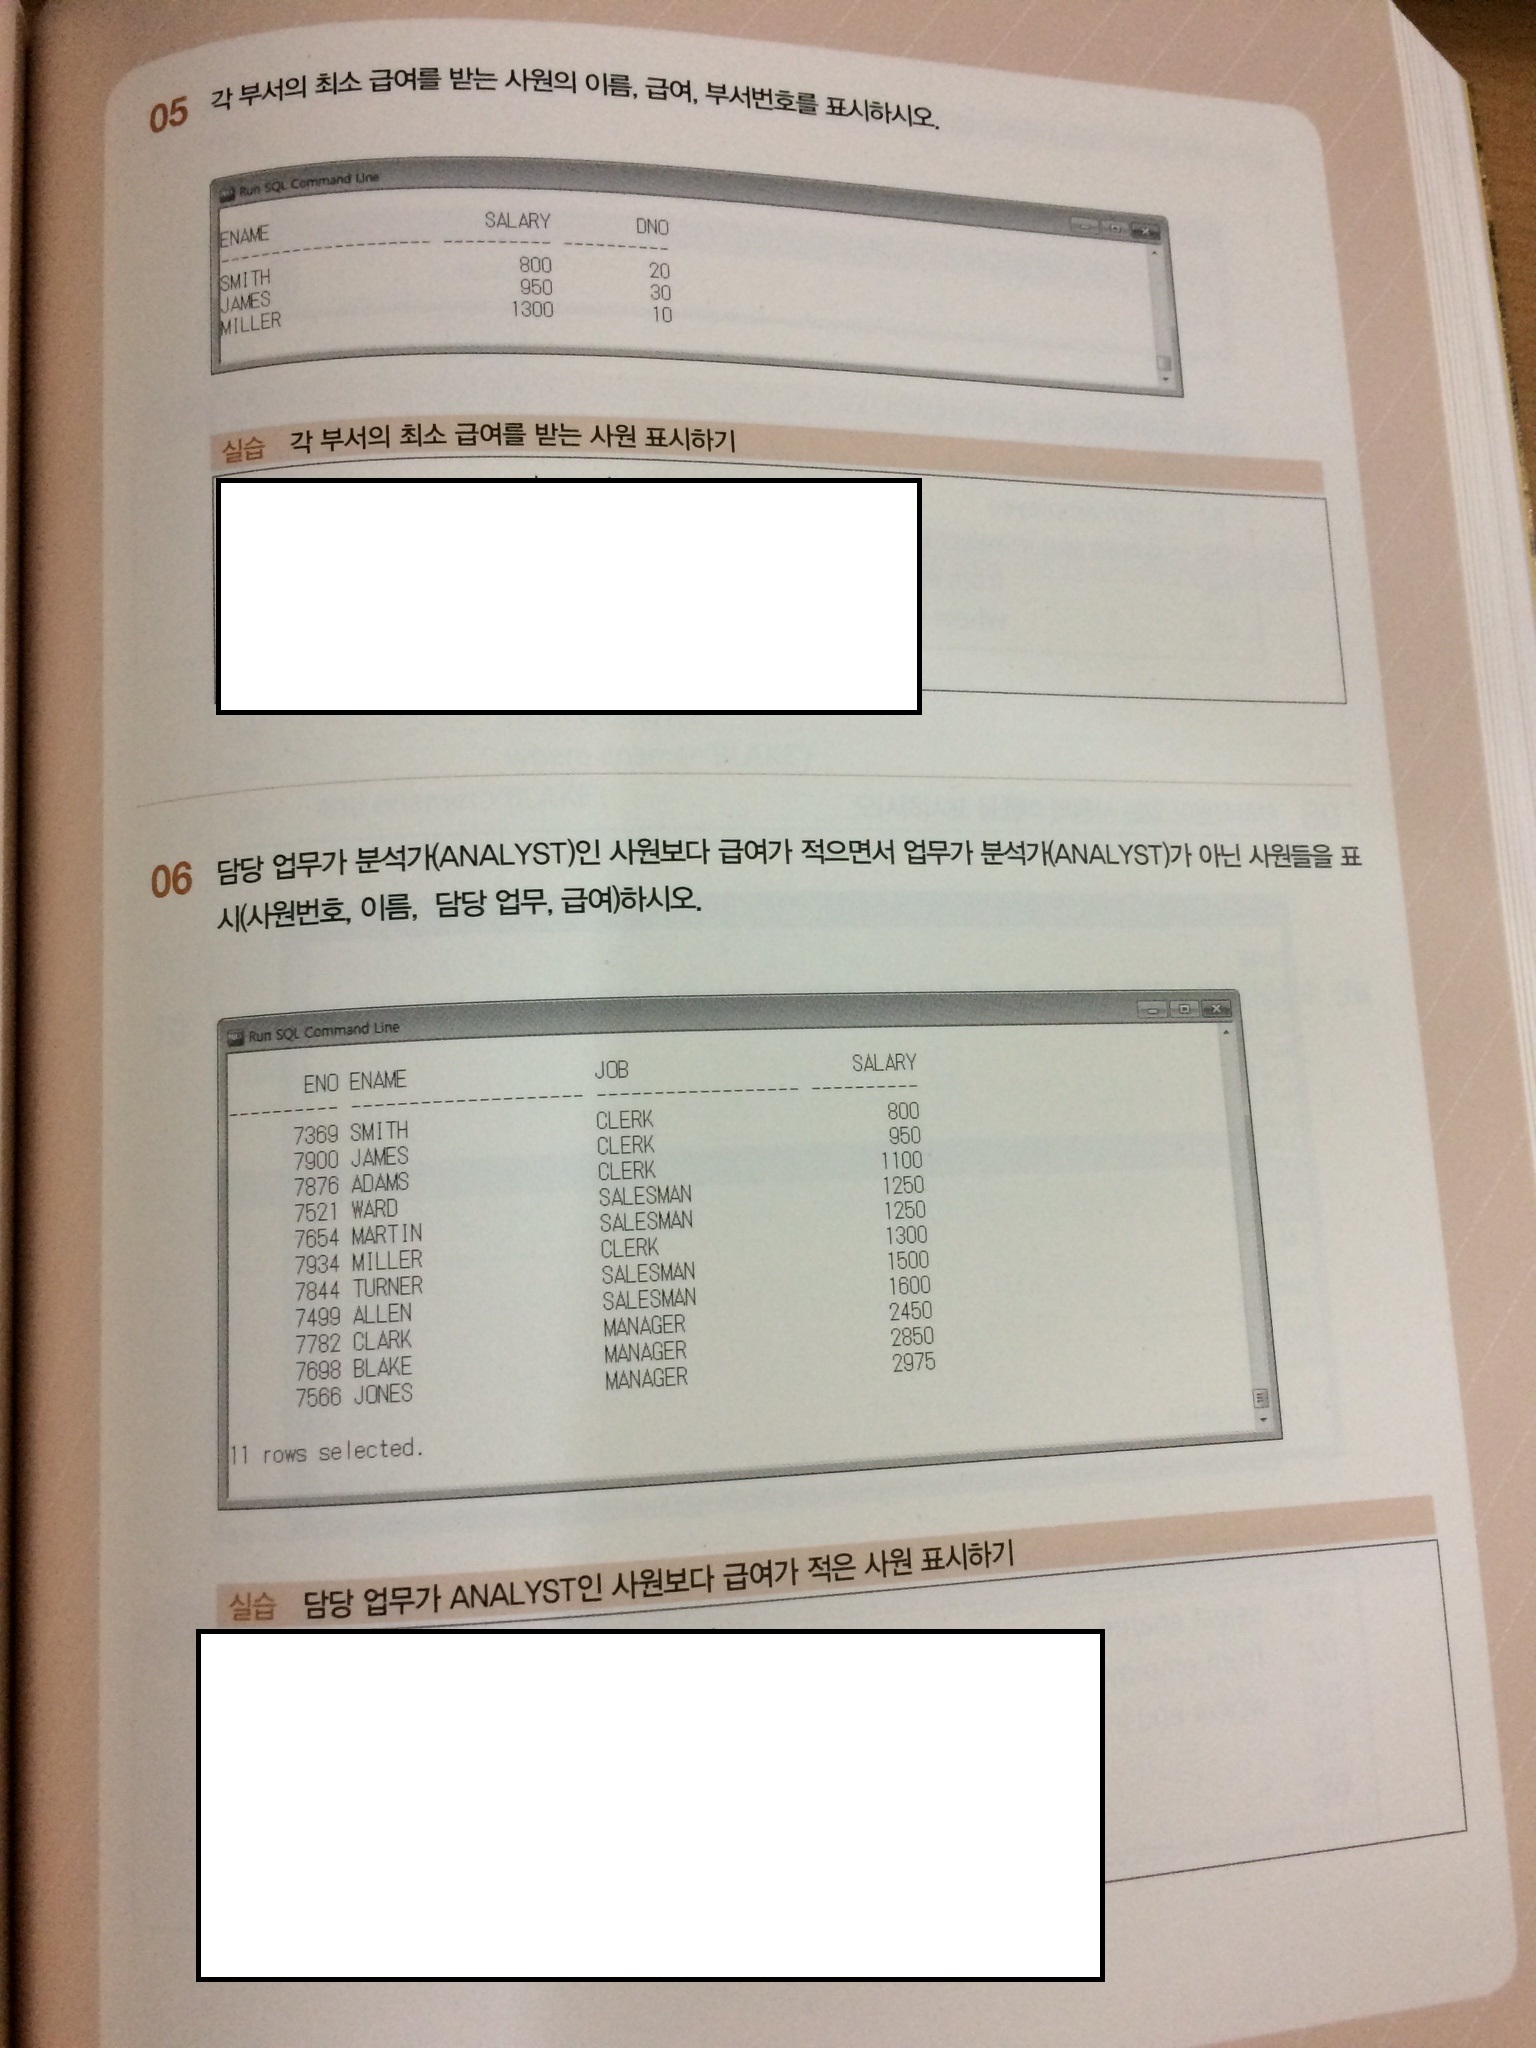 05 각 부서의 최소 급여를 받는 사원의 이름, 급여, 부서번호를 표시하시오.
Run SQL Command Line
ENAME SALARY DNO
SMITH 800 20
JAMES 950 30
MILLER 1300 10
실습 각 부서의 최소 급여를 받는 사원 표시하기
06 담당 업무가 분석가(ANALYST)인 사원보다 급여가 적으면서 업무가 분석가(ANALYST)가 아닌 사원들을 표
시(사원번호, 이름, 담당 업무, 급여)하시오.
Run SQL Command Line
ENO ENAME JOB SALARY
7369 SMITH CLERK 800
7900 JAMES CLERK 950
7876 ADAMS CLERK 1100
7521 WARD SALESMAN 1250
7654 MARTIN SALESMAN 1250
7934 MILLER CLERK 1300
7844 TURNER SALESMAN 1500
7499 ALLEN SALESMAN 1600
7782 CLARK MANAGER 2450
7698 BLAKE MANAGER 2850
7566 JONES MANAGER 2975
11 rows selected.
실습 담당 업무가 ANALYST인 사원보다 급여가 적은 사원 표시하기